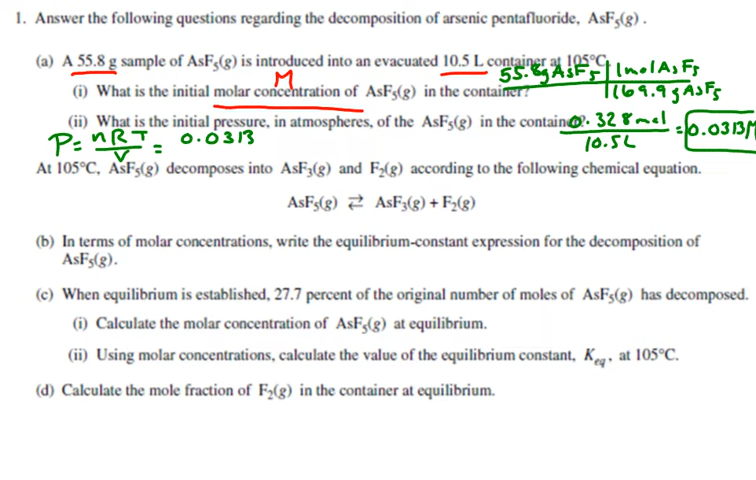 1. Answer the following questions regarding the decomposition of arsenic pentafluoride, AsF₅(g).
(a) A 55.8 g sample of AsF₅(g) is introduced into an evacuated 10.5 L container at 105°C.
55.8g AsF₅ | 1 mol AsF₅
M
169.9g AsF₅
(i) What is the initial molar concentration of AsF₅(g) in the container?
(ii) What is the initial pressure, in atmospheres, of the AsF₅(g) in the container?
0.328 mol / 10.5L = 0.0313M
P = nRT / V = 0.0313
At 105°C, AsF₅(g) decomposes into AsF₃(g) and F₂(g) according to the following chemical equation.
AsF₅(g) ⇄ AsF₃(g) + F₂(g)
(b) In terms of molar concentrations, write the equilibrium-constant expression for the decomposition of
AsF₅(g).
(c) When equilibrium is established, 27.7 percent of the original number of moles of AsF₅(g) has decomposed.
(i) Calculate the molar concentration of AsF₅(g) at equilibrium.
(ii) Using molar concentrations, calculate the value of the equilibrium constant, Keq, at 105°C.
(d) Calculate the mole fraction of F₂(g) in the container at equilibrium.